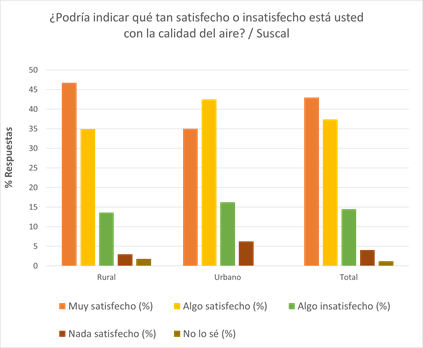 ¿Podría indicar qué tan satisfecho o insatisfecho está usted
con la calidad del aire? / Suscal
% Respuestas
50
45
40
35
30
25
20
15
10
5
0
Rural Urbano Total
Muy satisfecho (%) Algo satisfecho (%) Algo insatisfecho (%)
Nada satisfecho (%) No lo sé (%)